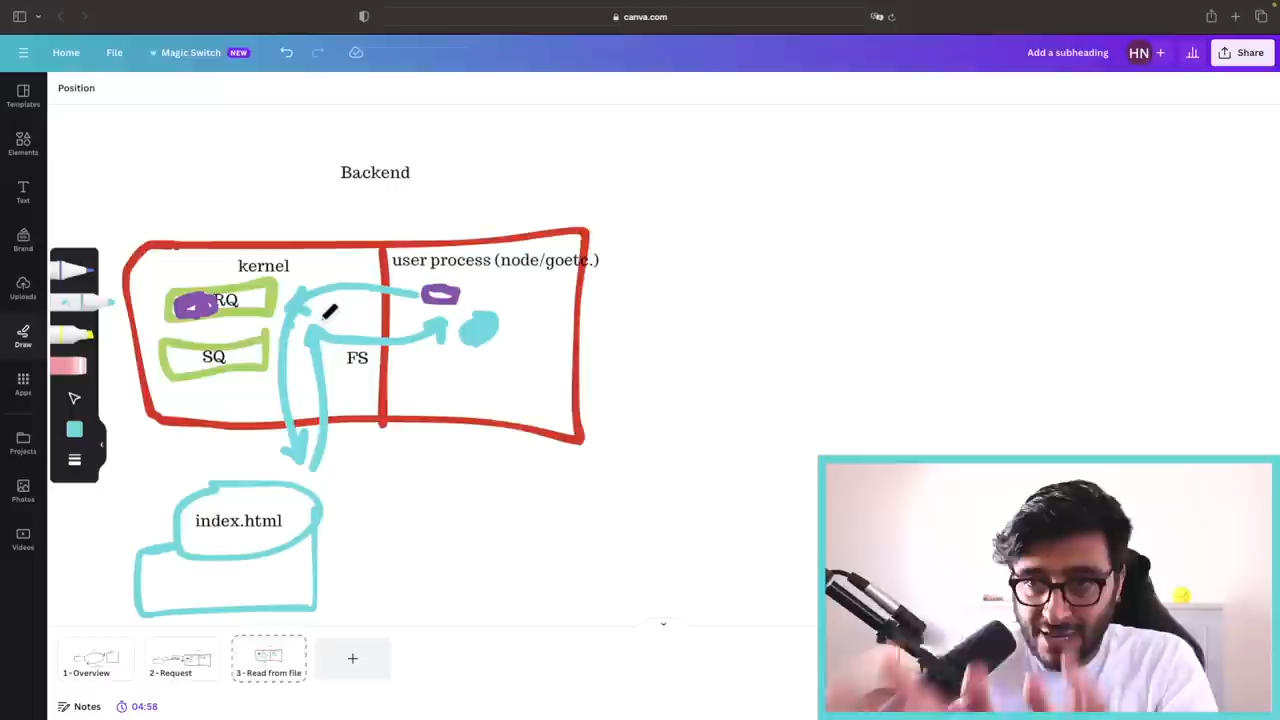 canva.com
Home
File
Magic Switch
NEW
Add a subheading
HN
Share
Templates
Elements
Text
Brand
Uploads
Draw
Apps
Projects
Photos
Videos
Position
Backend
kernel
user process (node/goetc.)
RQ
SQ
FS
index.html
1 - Overview
2 - Request
3 - Read from file
Notes
04:58